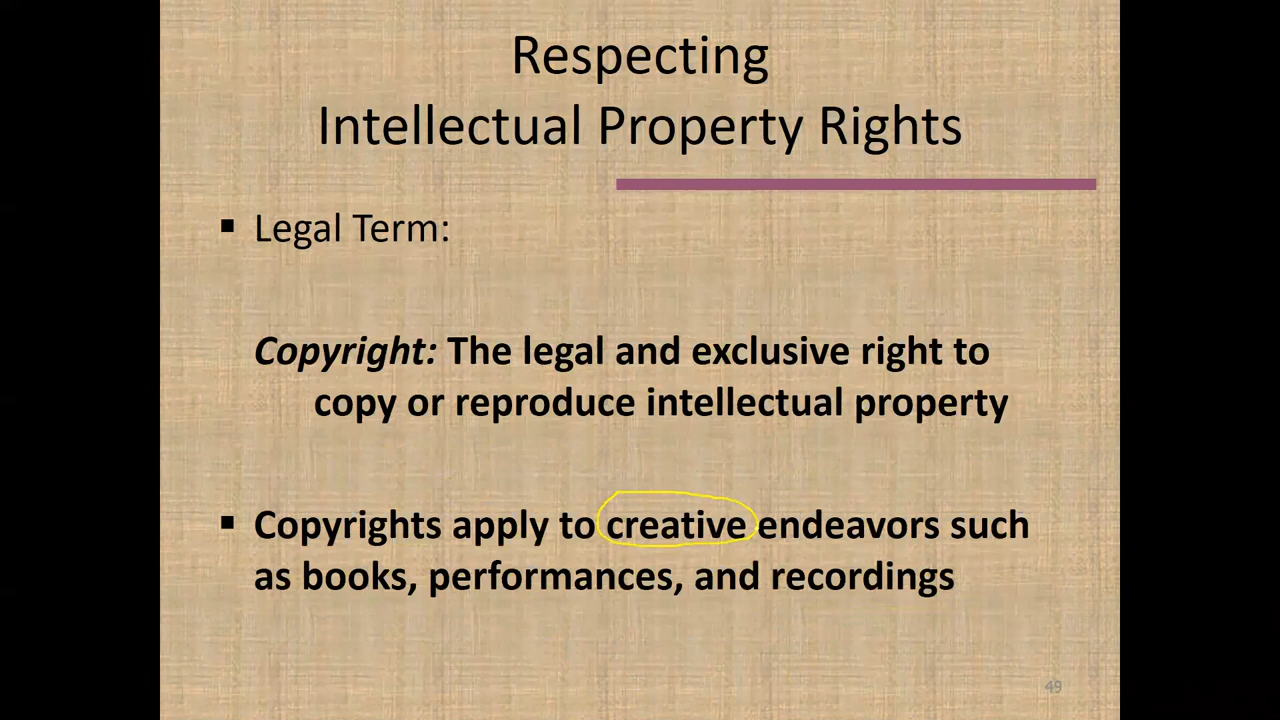 Respecting
Intellectual Property Rights
▪ Legal Term:
Copyright: The legal and exclusive right to
copy or reproduce intellectual property
▪ Copyrights apply to creative endeavors such
as books, performances, and recordings
49